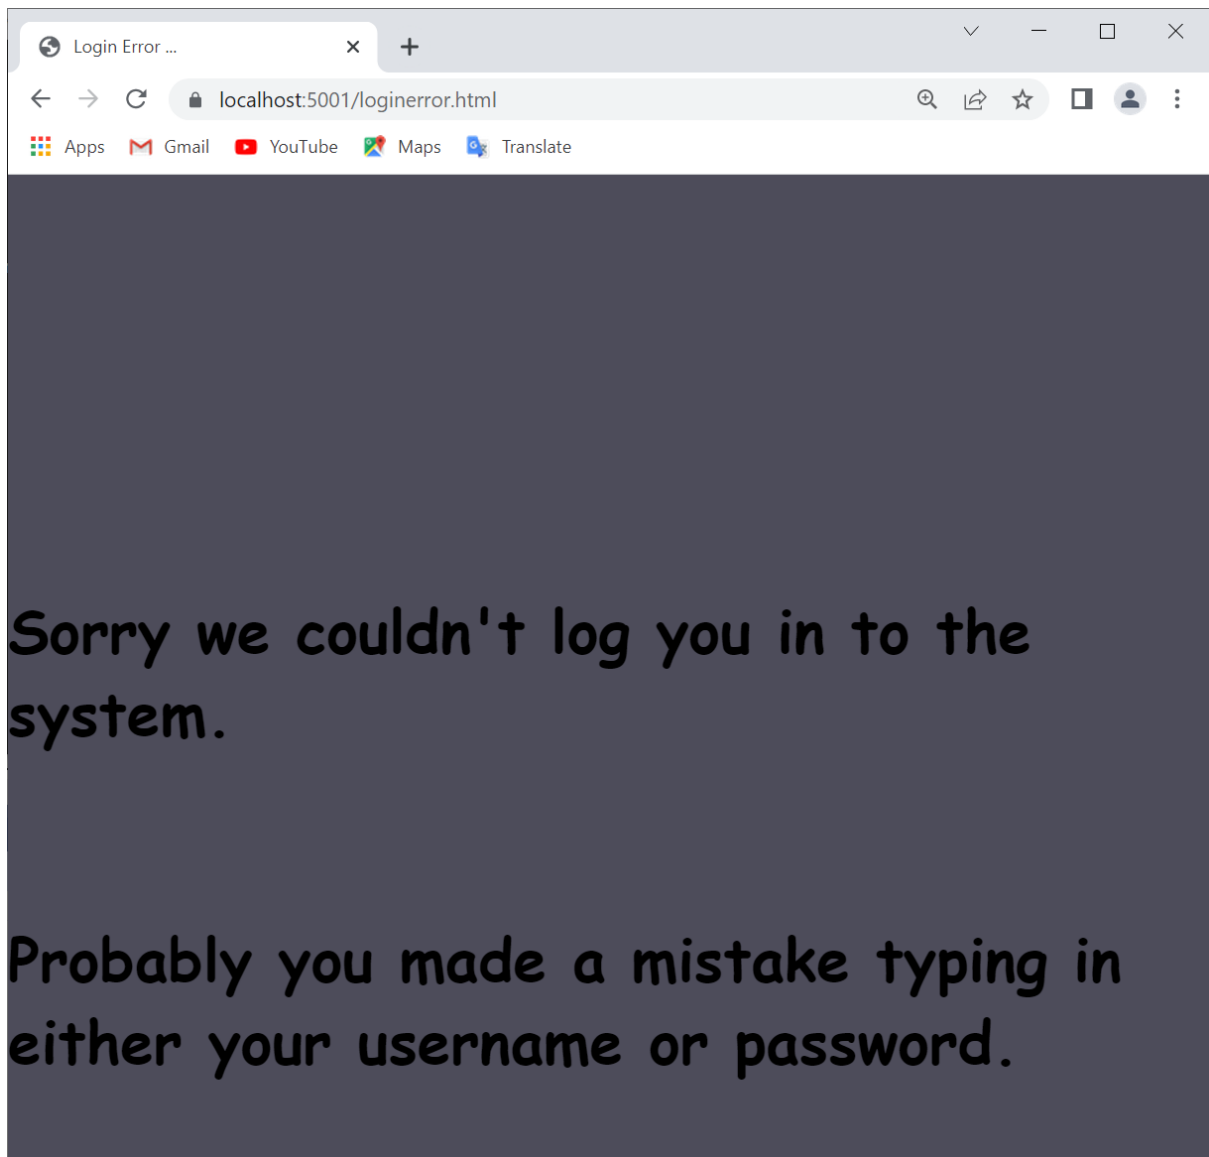 Login Error ...
localhost:5001/loginerror.html
Apps Gmail YouTube Maps Translate
Sorry we couldn't log you in to the
system.
Probably you made a mistake typing in
either your username or password.